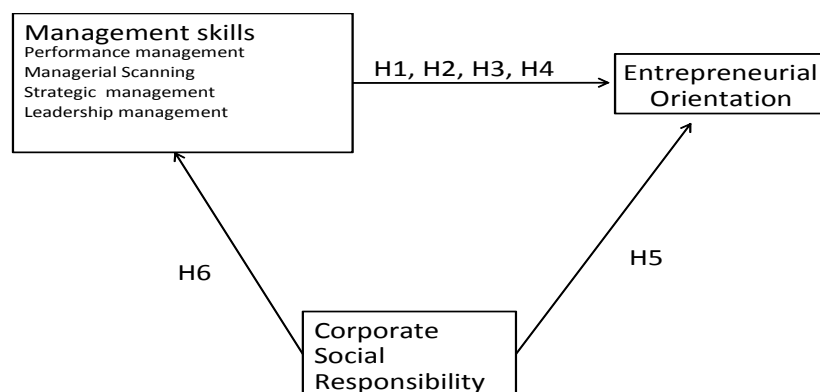 Management skills
Performance management
Managerial Scanning
Strategic  management
Leadership management
H1, H2, H3, H4
Entrepreneurial
Orientation
H6
H5
Corporate
Social
Responsibility